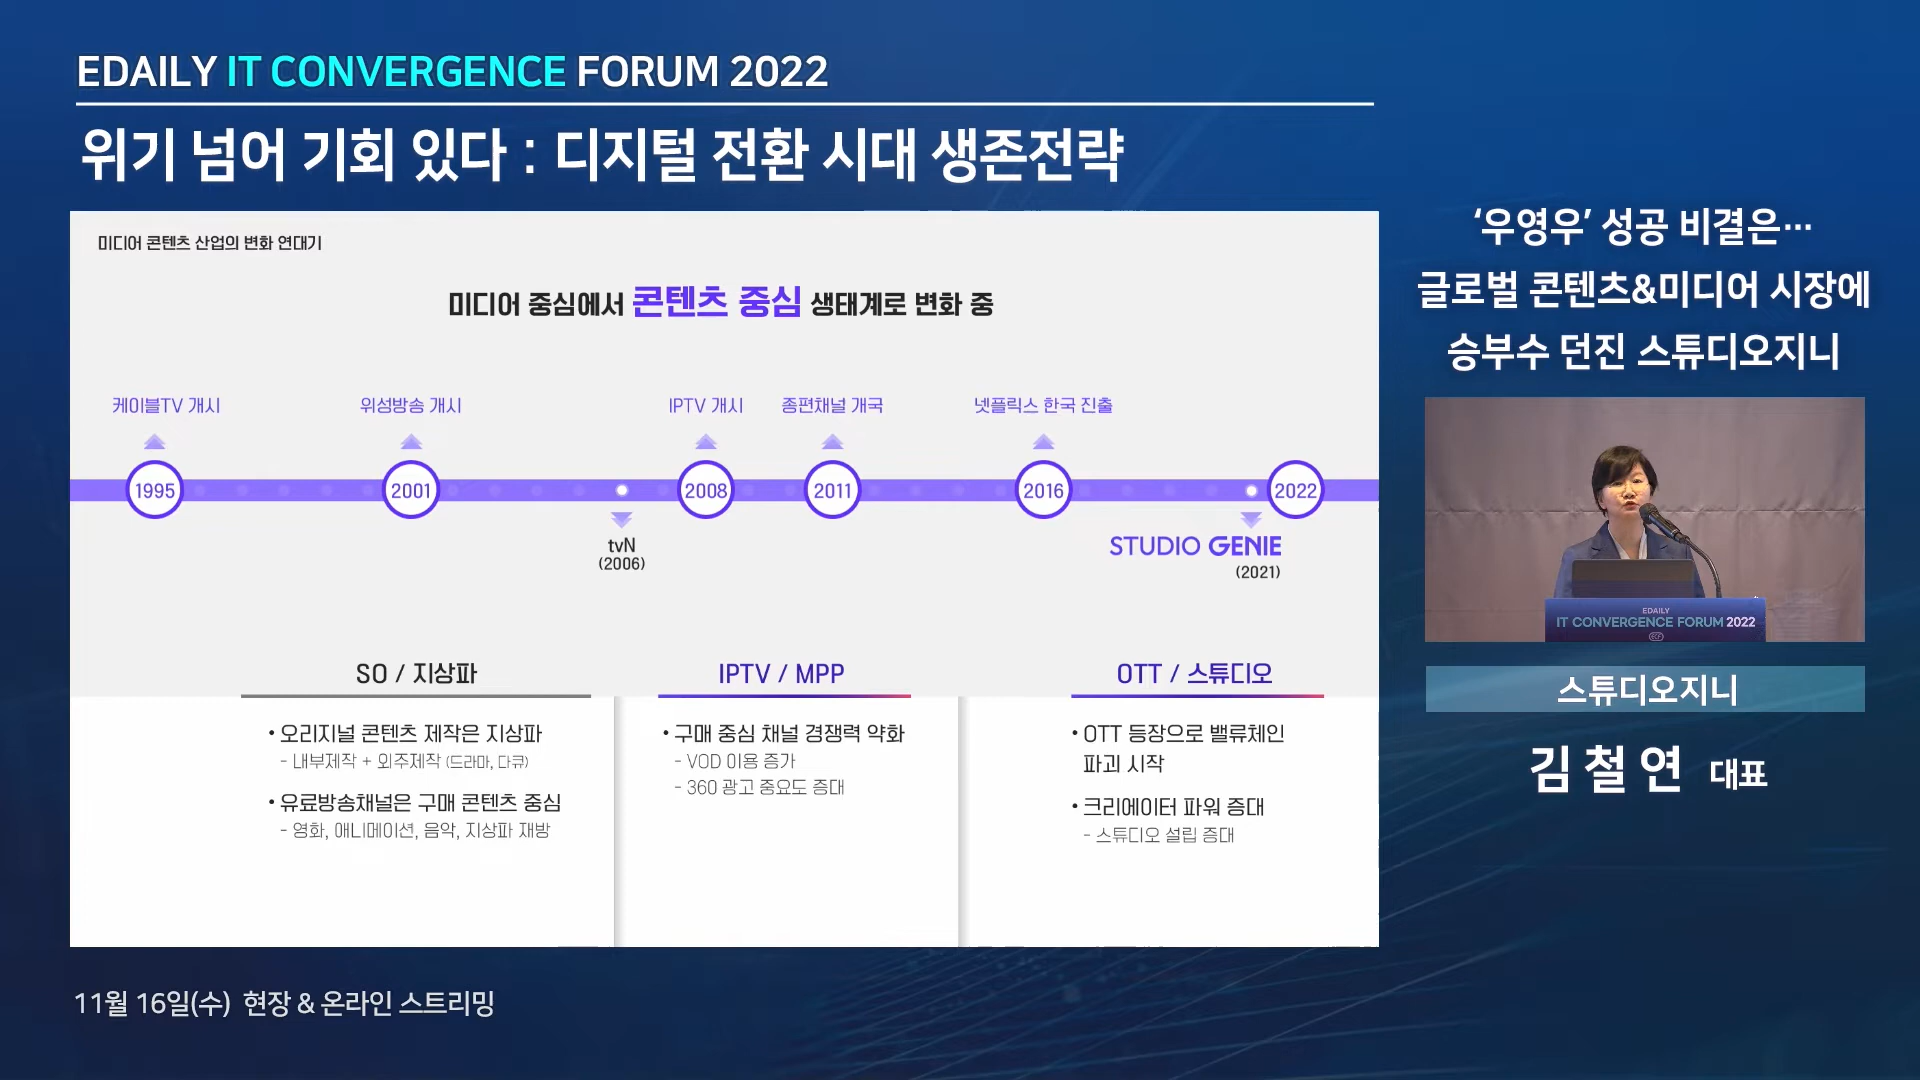 EDAILY IT CONVERGENCE FORUM 2022
위기 넘어 기회 있다 : 디지털 전환 시대 생존전략
미디어 콘텐츠 산업의 변화 연대기
미디어 중심에서 콘텐츠 중심 생태계로 변화 중
케이블TV 개시
위성방송 개시
IPTV 개시
종편채널 개국
넷플릭스 한국 진출
1995
2001
2008
2011
2016
2022
tvN
(2006)
STUDIO GENIE
(2021)
SO / 지상파
• 오리지널 콘텐츠 제작은 지상파
- 내부제작 + 외주제작 (드라마, 다큐)
• 유료방송채널은 구매 콘텐츠 중심
- 영화, 애니메이션, 음악, 지상파 재방
IPTV / MPP
• 구매 중심 채널 경쟁력 약화
- VOD 이용 증가
- 360 광고 중요도 증대
OTT / 스튜디오
• OTT 등장으로 밸류체인
파괴 시작
• 크리에이터 파워 증대
- 스튜디오 설립 증대
‘우영우’ 성공 비결은…
글로벌 콘텐츠&미디어 시장에
승부수 던진 스튜디오지니
EDAILY
IT CONVERGENCE FORUM 2022
ECF
스튜디오지니
김철연 대표
11월 16일(수) 현장 & 온라인 스트리밍